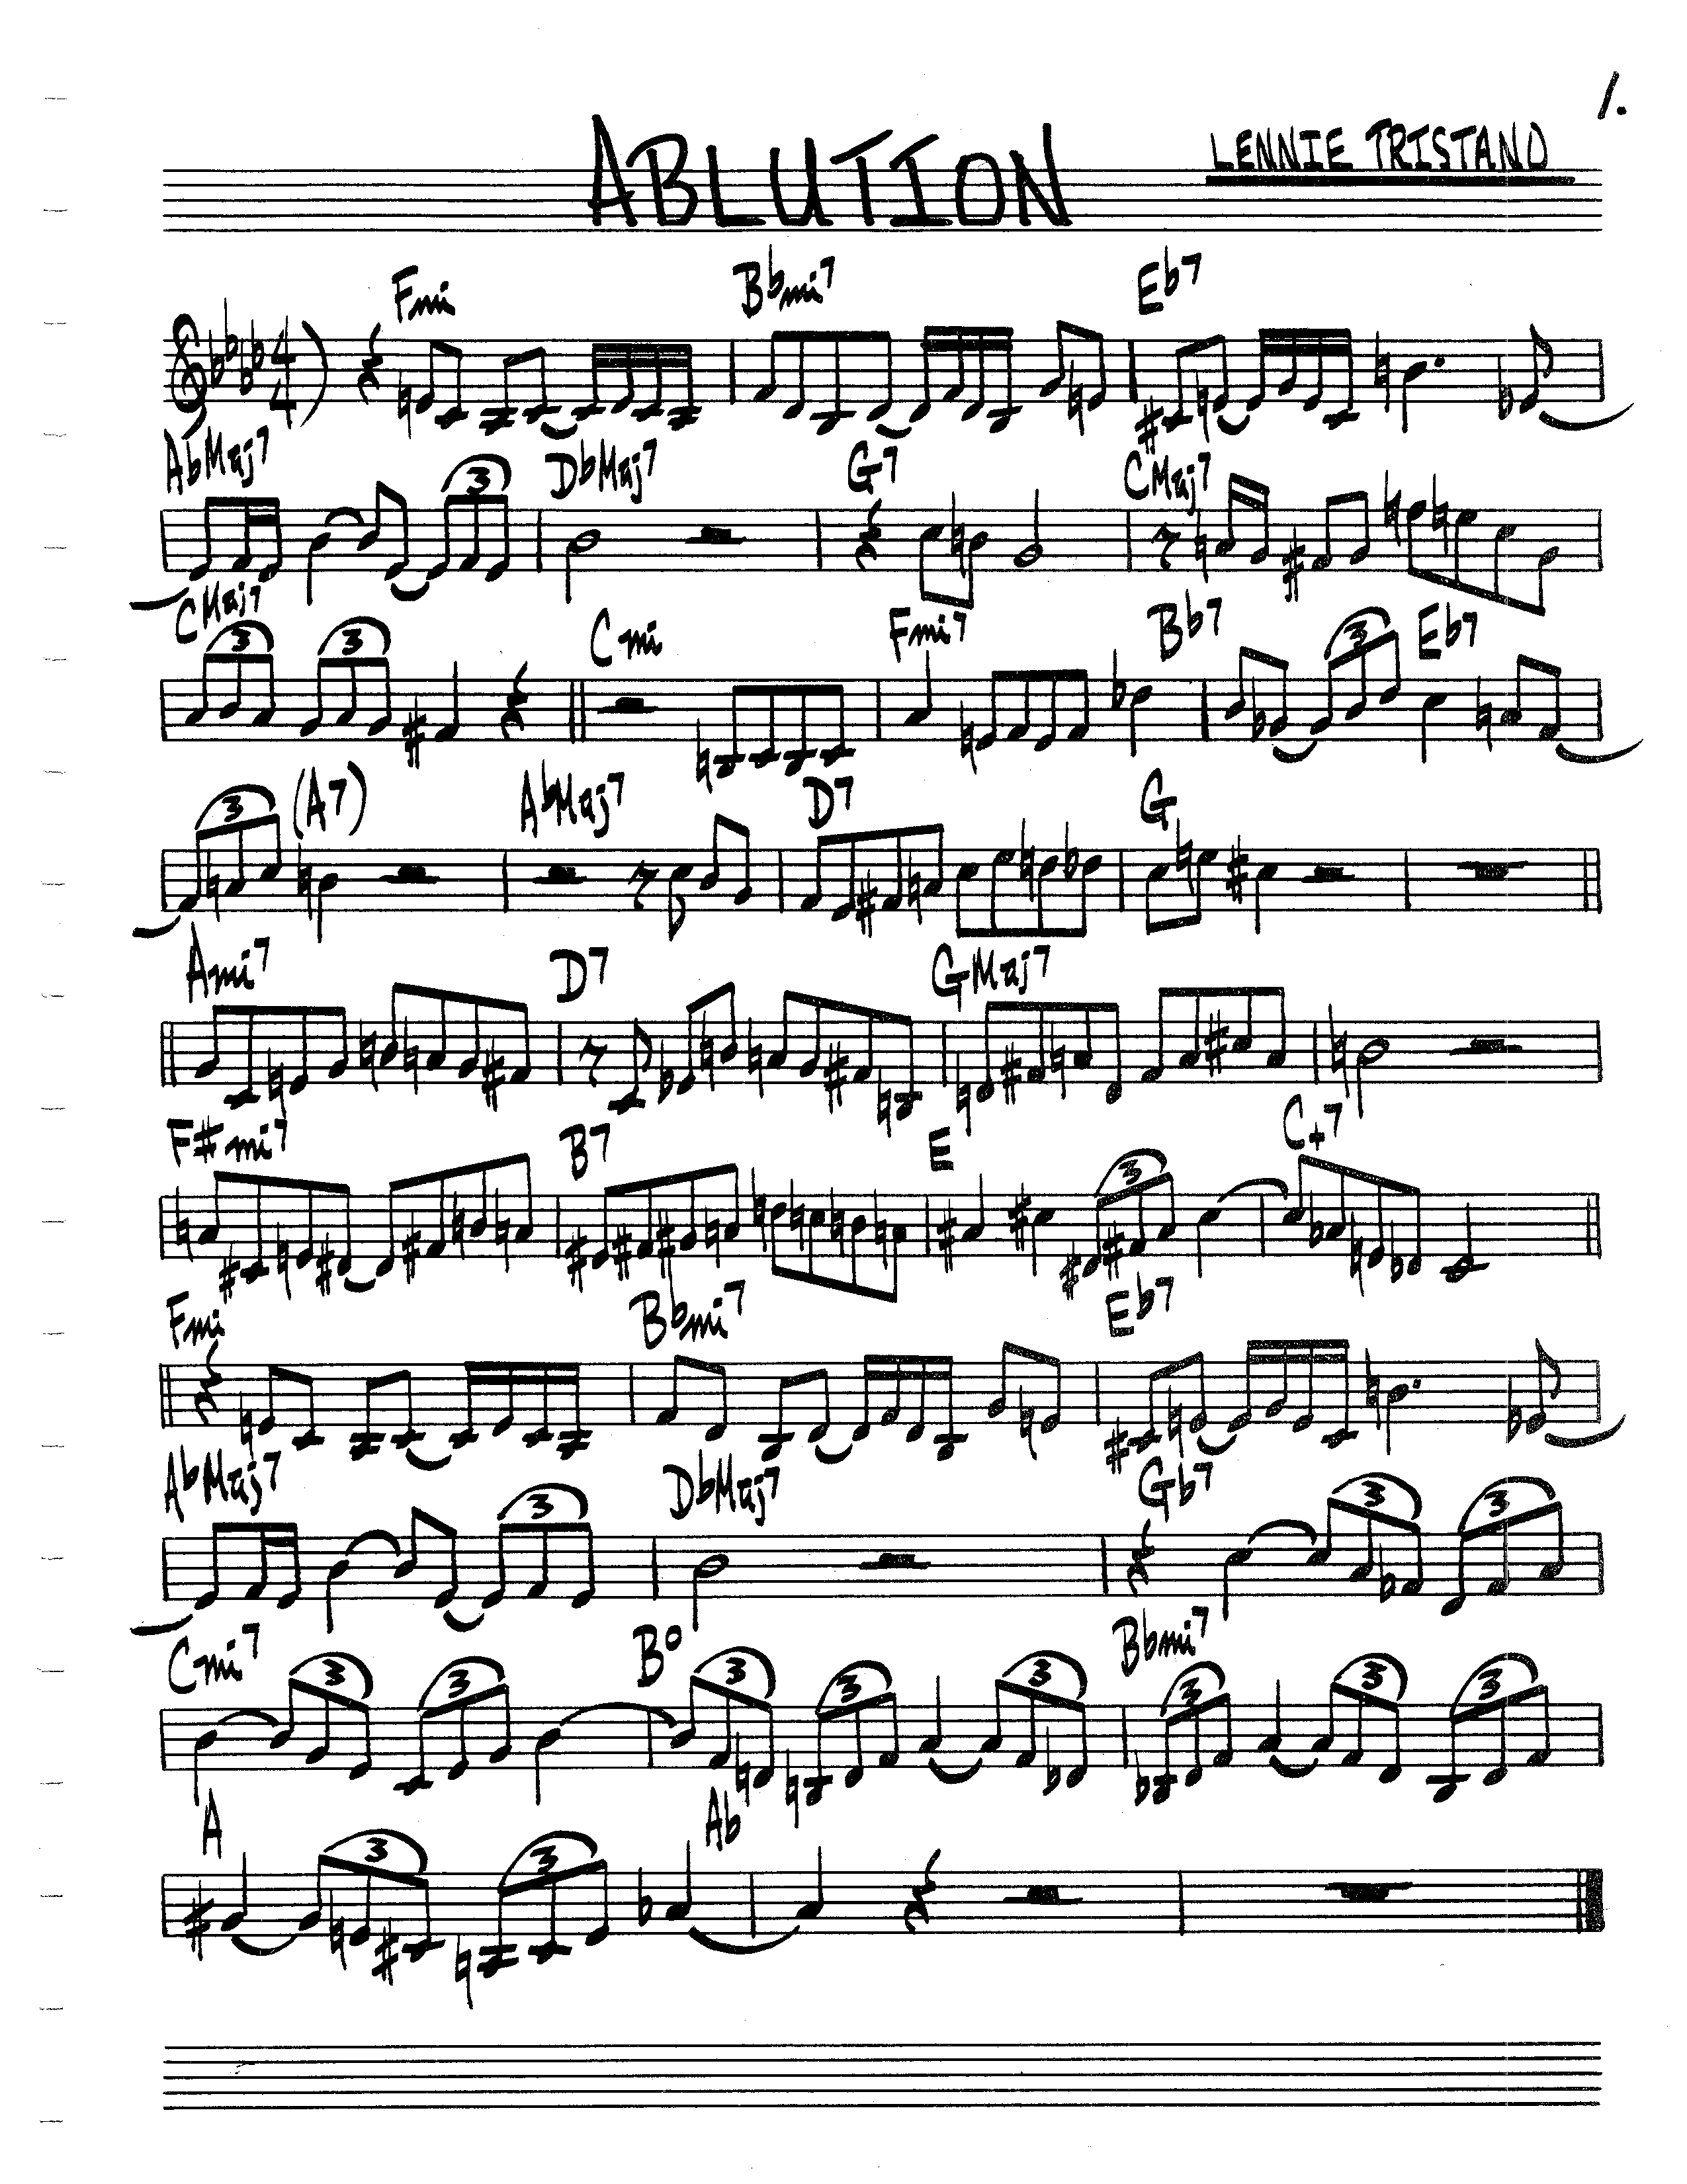 1.
ABLUTION
LENNIE TRISTANO
Fmi Bbmi7 Eb7
4
4
AbMaj7 DbMaj7 G7 CMaj7
3
CMaj7 Cmi Fmi7 Bb7 Eb7
3 3 3
(A7) AbMaj7 D7 G
3
Ami7 D7 GMaj7
F#mi7 B7 E C+7
3
Fmi Bbmi7 Eb7
AbMaj7 DbMaj7 Gb7
3 3 3
Cmi7 B° Bbmi7
3 3 3 3 3 3 3 3
A Ab
3 3